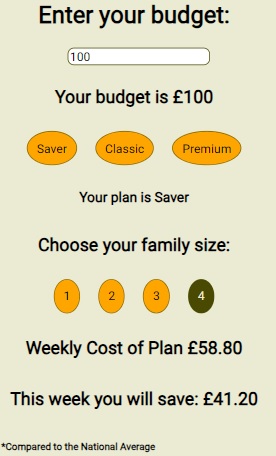 Enter your budget:
100
Your budget is £100
Saver Classic Premium
Your plan is Saver
Choose your family size:
1 2 3 4
Weekly Cost of Plan £58.80
This week you will save: £41.20
*Compared to the National Average